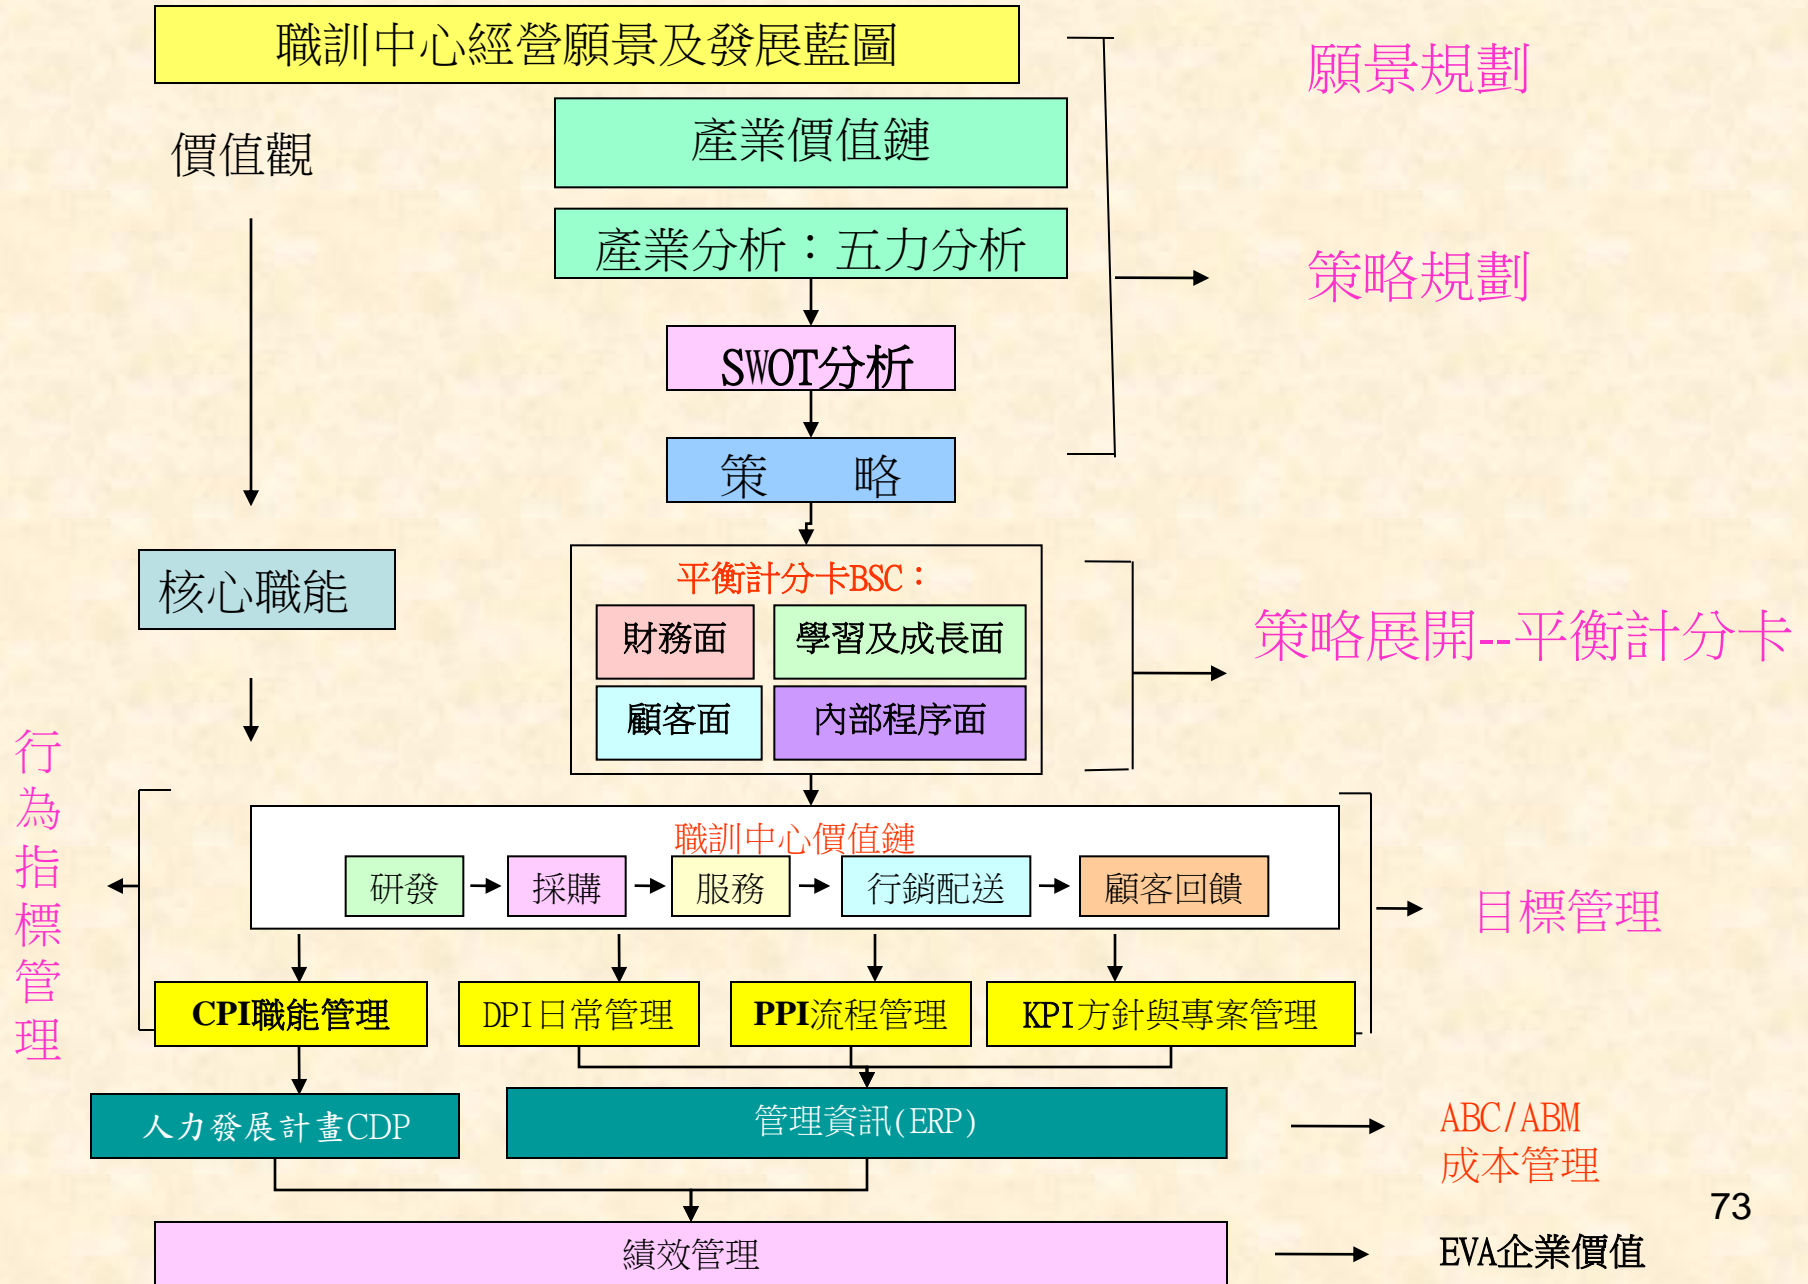 職訓中心經營願景及發展藍圖
願景規劃
價值觀
產業價值鏈
產業分析：五力分析
策略規劃
SWOT分析
策 略
核心職能
平衡計分卡BSC：
財務面
學習及成長面
顧客面
內部程序面
策略展開--平衡計分卡
行為指標管理
職訓中心價值鏈
研發
採購
服務
行銷配送
顧客回饋
目標管理
CPI職能管理
DPI日常管理
PPI流程管理
KPI方針與專案管理
人力發展計畫CDP
管理資訊(ERP)
ABC/ABM
成本管理
73
績效管理
EVA企業價值